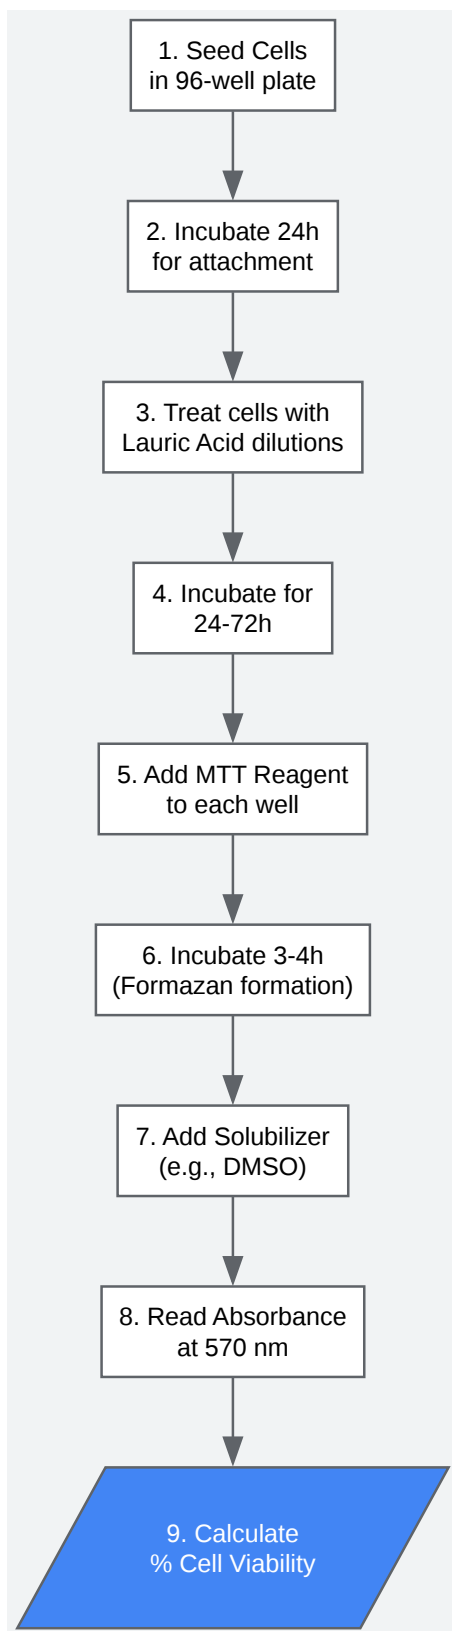 1. Seed Cells
in 96-well plate
2. Incubate 24h
for attachment
3. Treat cells with
Lauric Acid dilutions
4. Incubate for
24-72h
5. Add MTT Reagent
to each well
6. Incubate 3-4h
(Formazan formation)
7. Add Solubilizer
(e.g., DMSO)
8. Read Absorbance
at 570 nm
9. Calculate
% Cell Viability